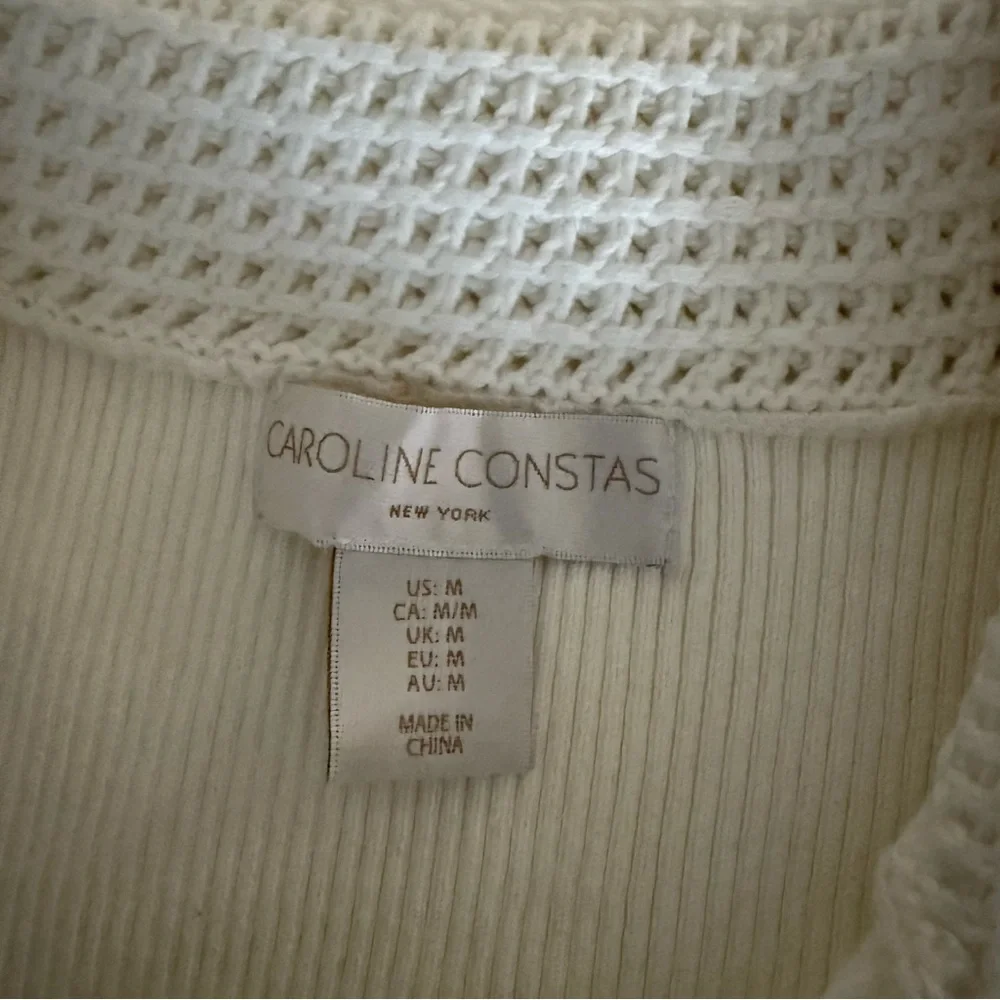 CAROLINE CONSTAS
NEW YORK
US: M
CA: M/M
UK: M
EU: M
AU: M
MADE IN
CHINA